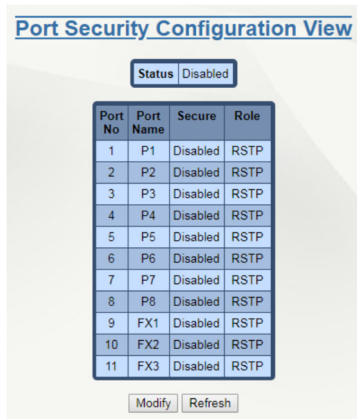 Port Security Configuration View
Status Disabled
Port No Port Name Secure Role
1 P1 Disabled RSTP
2 P2 Disabled RSTP
3 P3 Disabled RSTP
4 P4 Disabled RSTP
5 P5 Disabled RSTP
6 P6 Disabled RSTP
7 P7 Disabled RSTP
8 P8 Disabled RSTP
9 FX1 Disabled RSTP
10 FX2 Disabled RSTP
11 FX3 Disabled RSTP
Modify Refresh